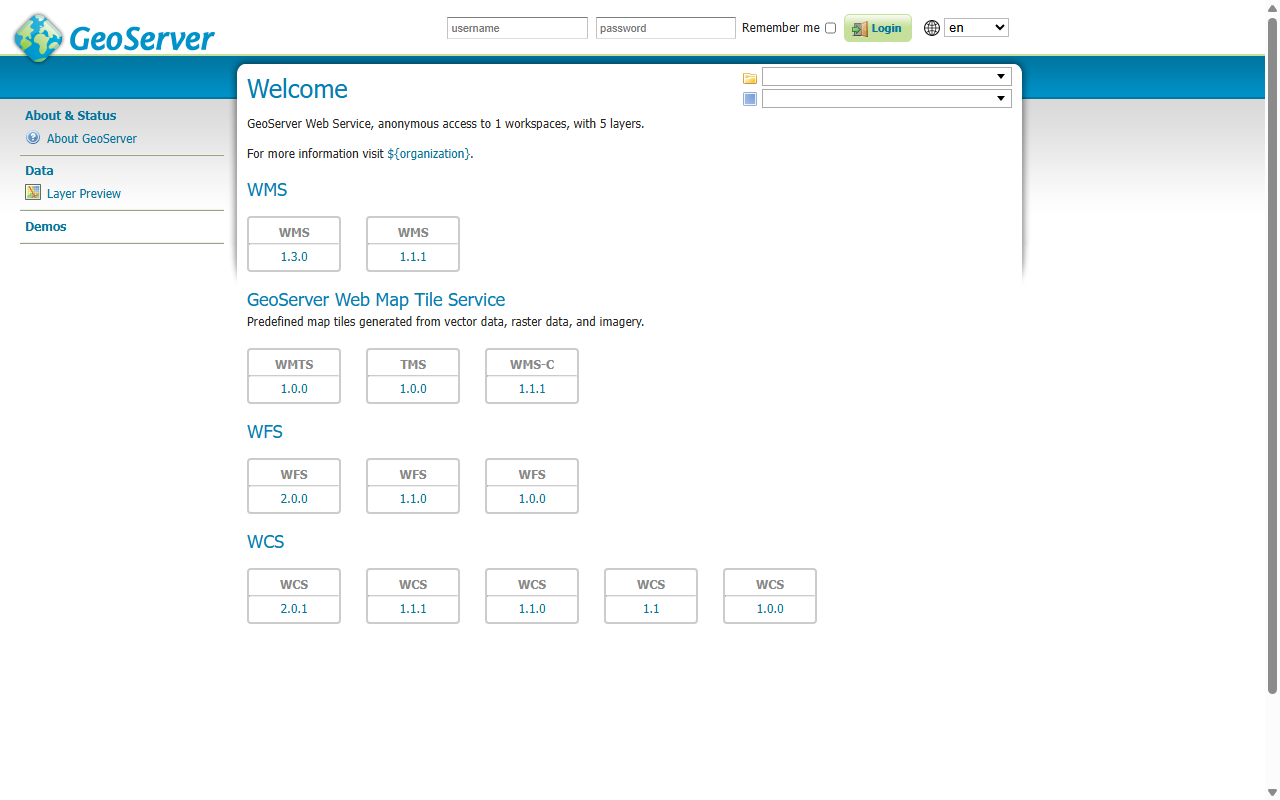 GeoServer
username
password
Remember me
Login
en
About & Status
About GeoServer
Data
Layer Preview
Demos
Welcome
GeoServer Web Service, anonymous access to 1 workspaces, with 5 layers.
For more information visit ${organization}.
WMS
WMS WMS
1.3.0 1.1.1
GeoServer Web Map Tile Service
Predefined map tiles generated from vector data, raster data, and imagery.
WMTS TMS WMS-C
1.0.0 1.0.0 1.1.1
WFS
WFS WFS WFS
2.0.0 1.1.0 1.0.0
WCS
WCS WCS WCS WCS WCS
2.0.1 1.1.1 1.1.0 1.1 1.0.0